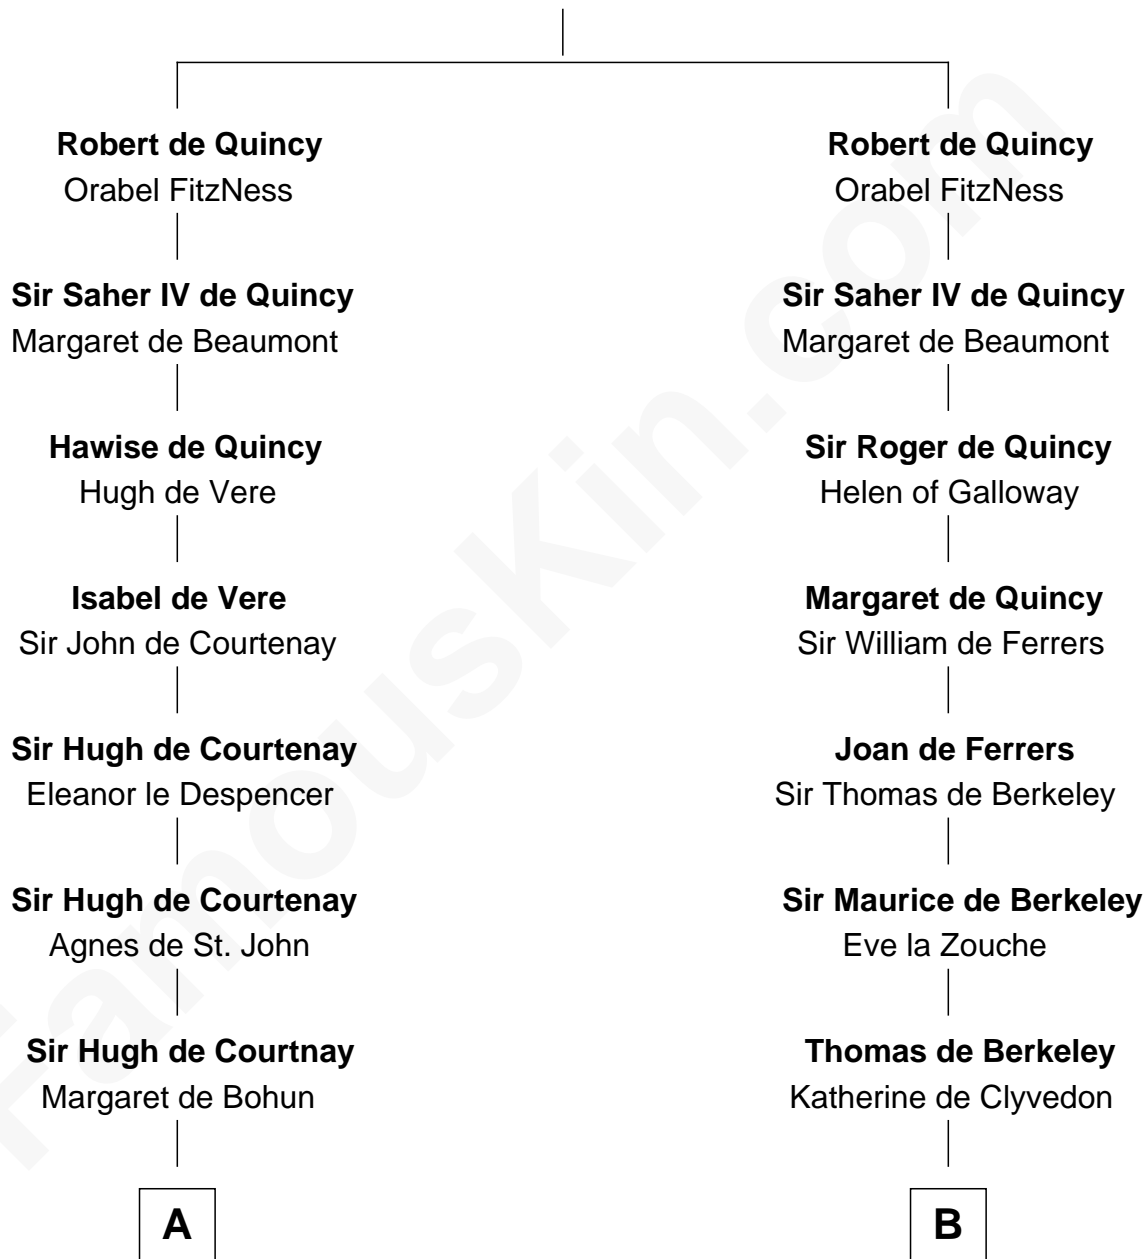 Robert de Quincy
Orabel FitzNess
Sir Saher IV de Quincy
Margaret de Beaumont
Hawise de Quincy
Hugh de Vere
Isabel de Vere
Sir John de Courtenay
Sir Hugh de Courtenay
Eleanor le Despencer
Sir Hugh de Courtenay
Agnes de St. John
Sir Hugh de Courtnay
Margaret de Bohun
A
Robert de Quincy
Orabel FitzNess
Sir Saher IV de Quincy
Margaret de Beaumont
Sir Roger de Quincy
Helen of Galloway
Margaret de Quincy
Sir William de Ferrers
Joan de Ferrers
Sir Thomas de Berkeley
Sir Maurice de Berkeley
Eve la Zouche
Thomas de Berkeley
Katherine de Clyvedon
B
FamousKin.com